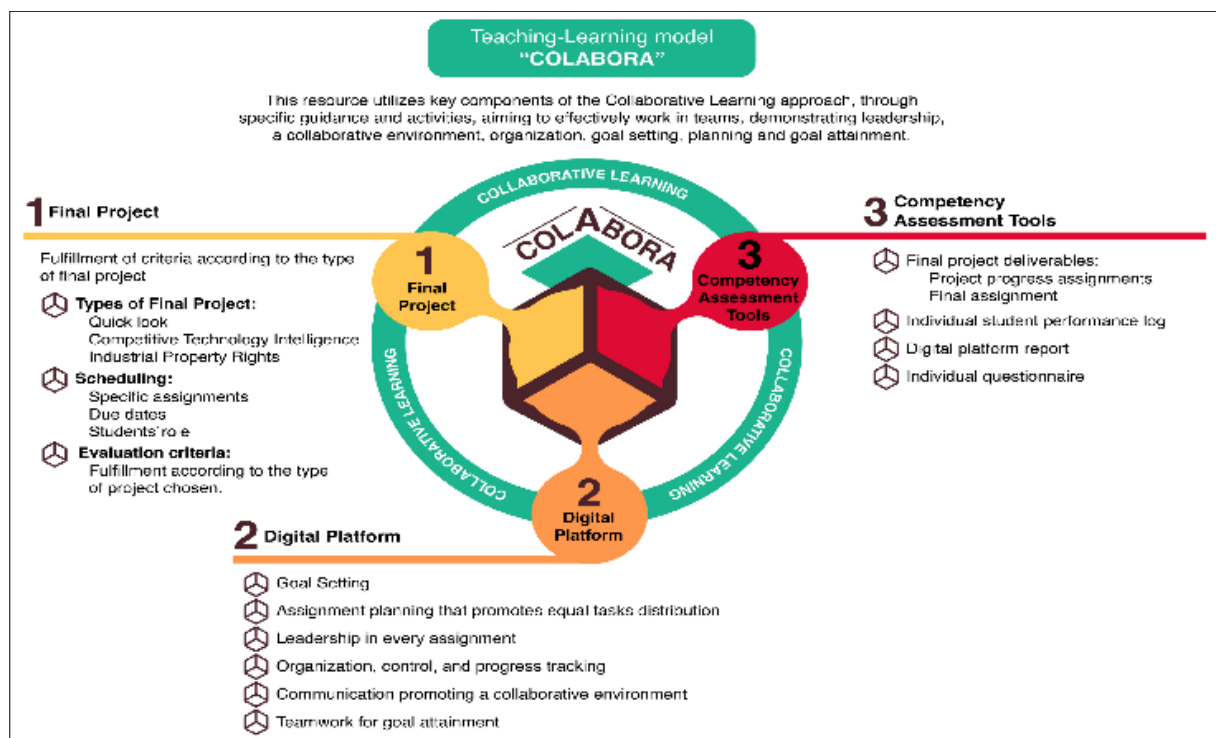 Teaching-Learning model
“COLABORA”
This resource utilizes key components of the Collaborative Learning approach, through
specific guidance and activities, aiming to effectively work in teams, demonstrating leadership,
a collaborative environment, organization, goal setting, planning and goal attainment.
1 Final Project
Fulfillment of criteria according to the type
of final project
Types of Final Project:
Quick look
Competitive Technology Intelligence
Industrial Property Rights
Scheduling:
Specific assignments
Due dates
Students' role
Evaluation criteria:
Fulfillment according to the type
of project chosen.
COLLABORATIVE LEARNING
COLABORA
1
Final
Project
3
Competency
Assessment
Tools
COLLABORATIVE LEARNING
COLLABORATIVE LEARNING
2
Digital
Platform
3 Competency
Assessment Tools
Final project deliverables:
Project progress assignments
Final assignment
Individual student performance log
Digital platform report
Individual questionnaire
2 Digital Platform
Goal Setting
Assignment planning that promotes equal tasks distribution
Leadership in every assignment
Organization, control, and progress tracking
Communication promoting a collaborative environment
Teamwork for goal attainment